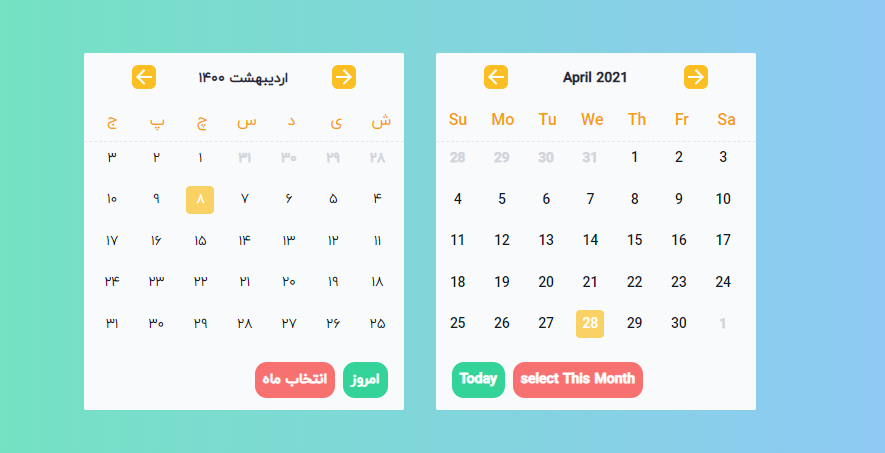 اردیبهشت ۱۴۰۰
ش ی د س چ پ ج
۲۸ ۲۹ ۳۰ ۳۱ ۱ ۲ ۳
۴ ۵ ۶ ۷ ۸ ۹ ۱۰
۱۱ ۱۲ ۱۳ ۱۴ ۱۵ ۱۶ ۱۷
۱۸ ۱۹ ۲۰ ۲۱ ۲۲ ۲۳ ۲۴
۲۵ ۲۶ ۲۷ ۲۸ ۲۹ ۳۰ ۳۱
امروز انتخاب ماه
April 2021
Su Mo Tu We Th Fr Sa
28 29 30 31 1 2 3
4 5 6 7 8 9 10
11 12 13 14 15 16 17
18 19 20 21 22 23 24
25 26 27 28 29 30 1
Today select This Month